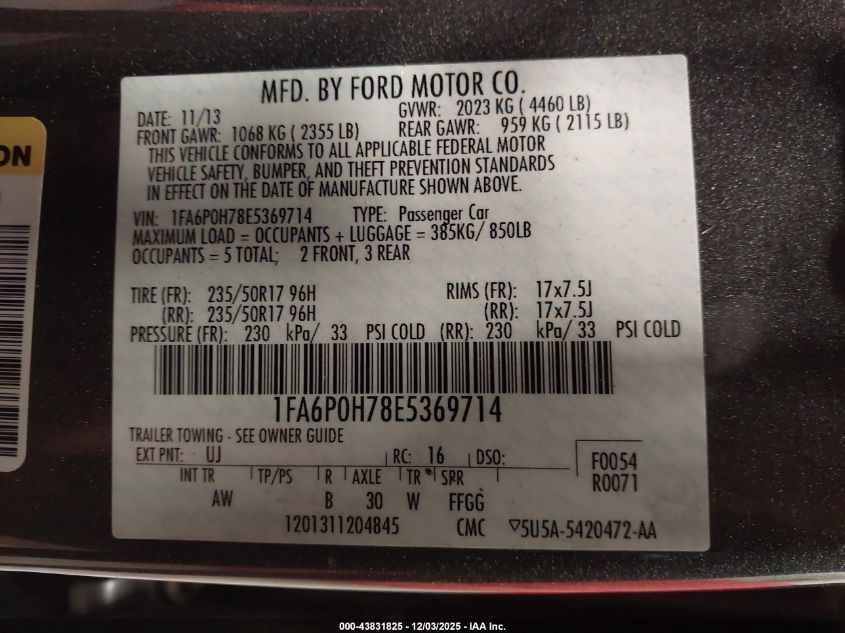 MFD. BY FORD MOTOR CO.
DATE: 11/13 GVWR: 2023 KG ( 4460 LB)
FRONT GAWR: 1068 KG ( 2355 LB) REAR GAWR: 959 KG ( 2115 LB)
THIS VEHICLE CONFORMS TO ALL APPLICABLE FEDERAL MOTOR
VEHICLE SAFETY, BUMPER, AND THEFT PREVENTION STANDARDS
IN EFFECT ON THE DATE OF MANUFACTURE SHOWN ABOVE.
VIN: 1FA6P0H78E5369714 TYPE: Passenger Car
MAXIMUM LOAD = OCCUPANTS + LUGGAGE = 385KG/ 850LB
OCCUPANTS = 5 TOTAL; 2 FRONT, 3 REAR
TIRE (FR): 235/50R17 96H RIMS (FR): 17x7.5J
(RR): 235/50R17 96H (RR): 17x7.5J
PRESSURE (FR): 230 kPa/ 33 PSI COLD (RR): 230 kPa/ 33 PSI COLD
1FA6P0H78E5369714
TRAILER TOWING - SEE OWNER GUIDE
EXT PNT: UJ RC: 16 DSO: F0054
INT TR TP/PS R AXLE TR SPR R0071
AW B 30 W FFGG
1201311204845 CMC 5U5A-5420472-AA
ON
000-43831825 - 12/03/2025 - IAA Inc.